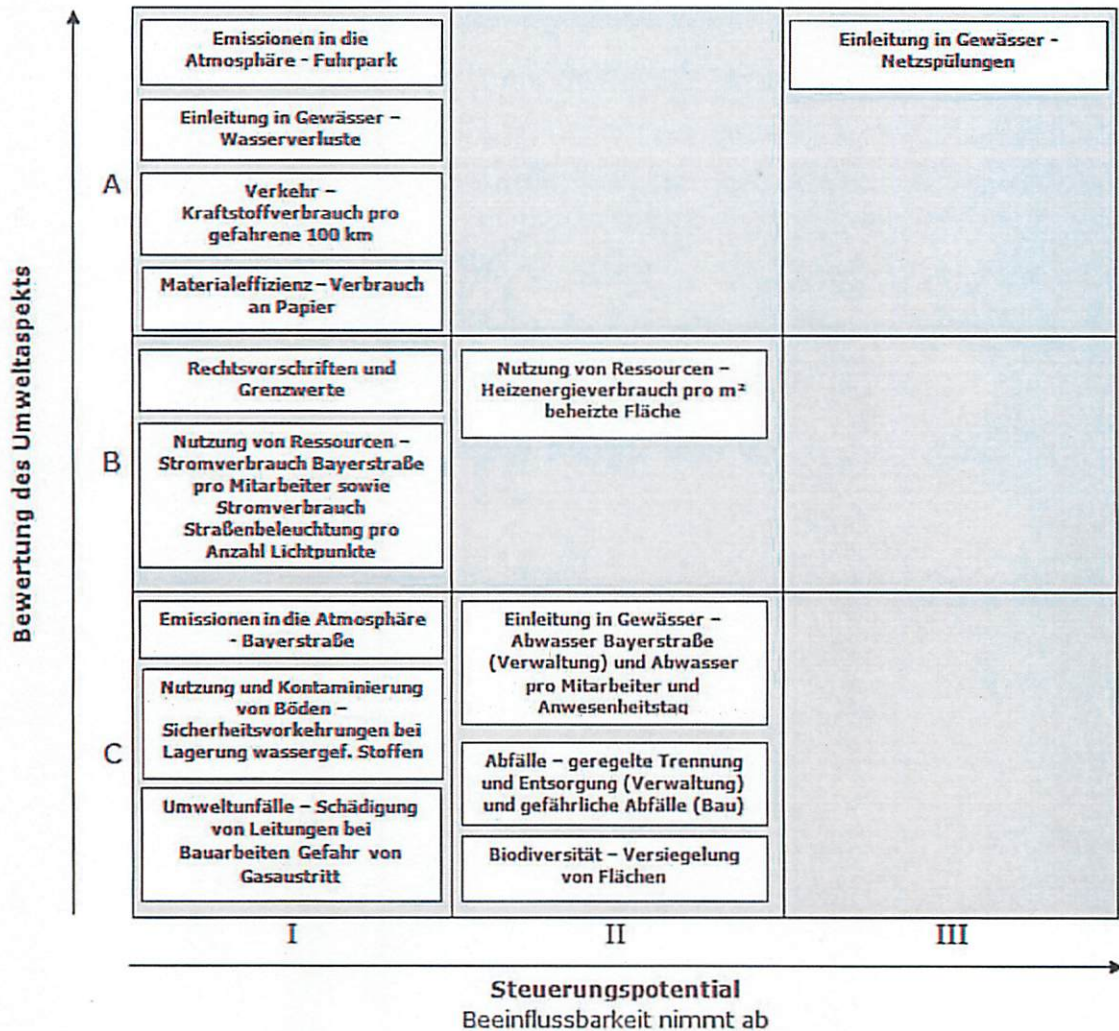 Bewertung des Umweltaspekts
A
Emissionen in die
Atmosphäre - Fuhrpark
Einleitung in Gewässer –
Wasserverluste
Verkehr –
Kraftstoffverbrauch pro
gefahrene 100 km
Materialeffizienz – Verbrauch
an Papier
Einleitung in Gewässer -
Netzspülungen
B
Rechtsvorschriften und
Grenzwerte
Nutzung von Ressourcen –
Stromverbrauch Bayerstraße
pro Mitarbeiter sowie
Stromverbrauch
Straßenbeleuchtung pro
Anzahl Lichtpunkte
Nutzung von Ressourcen –
Heizenergieverbrauch pro m²
beheizte Fläche
C
Emissionen in die Atmosphäre
- Bayerstraße
Nutzung und Kontaminierung
von Böden –
Sicherheitsvorkehrungen bei
Lagerung wassergef. Stoffen
Umweltunfälle – Schädigung
von Leitungen bei
Bauarbeiten Gefahr von
Gasaustritt
Einleitung in Gewässer –
Abwasser Bayerstraße
(Verwaltung) und Abwasser
pro Mitarbeiter und
Anwesenheitstag
Abfälle – geregelte Trennung
und Entsorgung (Verwaltung)
und gefährliche Abfälle (Bau)
Biodiversität – Versiegelung
von Flächen
I
II
III
Steuerungspotential
Beeinflussbarkeit nimmt ab